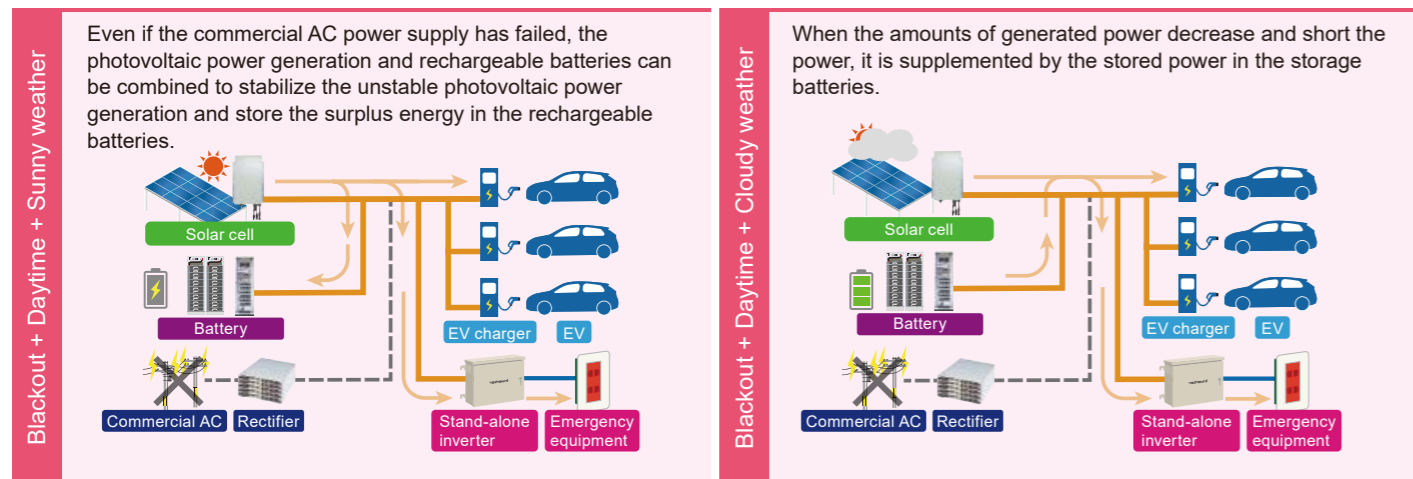 Blackout + Daytime + Sunny weather
Even if the commercial AC power supply has failed, the
photovoltaic power generation and rechargeable batteries can
be combined to stabilize the unstable photovoltaic power
generation and store the surplus energy in the rechargeable
batteries.
Solar cell
Battery
EV charger
EV
Commercial AC
Rectifier
Stand-alone
inverter
Emergency
equipment
Blackout + Daytime + Cloudy weather
When the amounts of generated power decrease and short the
power, it is supplemented by the stored power in the storage
batteries.
Solar cell
Battery
EV charger
EV
Commercial AC
Rectifier
Stand-alone
inverter
Emergency
equipment